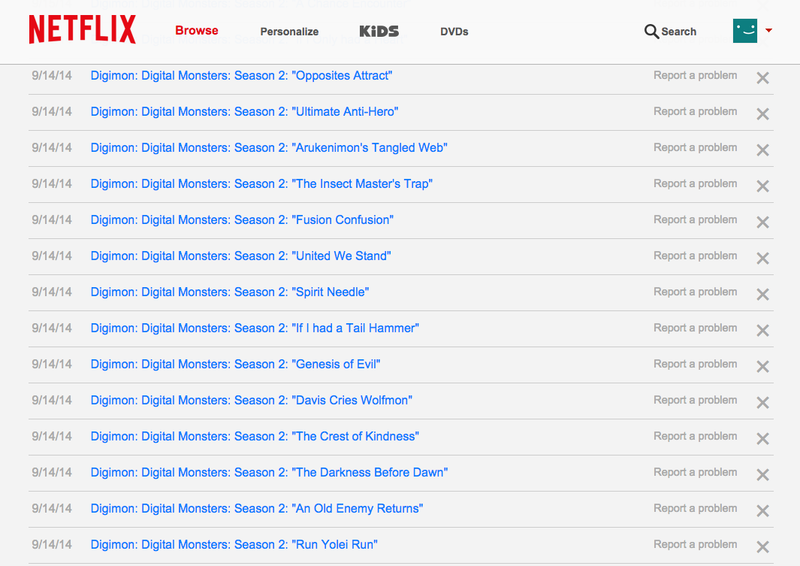 NETFLIX Browse Personalize KiDS DVDs Search
9/14/14 Digimon: Digital Monsters: Season 2: "Opposites Attract" Report a problem
9/14/14 Digimon: Digital Monsters: Season 2: "Ultimate Anti-Hero" Report a problem
9/14/14 Digimon: Digital Monsters: Season 2: "Arukenimon's Tangled Web" Report a problem
9/14/14 Digimon: Digital Monsters: Season 2: "The Insect Master's Trap" Report a problem
9/14/14 Digimon: Digital Monsters: Season 2: "Fusion Confusion" Report a problem
9/14/14 Digimon: Digital Monsters: Season 2: "United We Stand" Report a problem
9/14/14 Digimon: Digital Monsters: Season 2: "Spirit Needle" Report a problem
9/14/14 Digimon: Digital Monsters: Season 2: "If I had a Tail Hammer" Report a problem
9/14/14 Digimon: Digital Monsters: Season 2: "Genesis of Evil" Report a problem
9/14/14 Digimon: Digital Monsters: Season 2: "Davis Cries Wolfmon" Report a problem
9/14/14 Digimon: Digital Monsters: Season 2: "The Crest of Kindness" Report a problem
9/14/14 Digimon: Digital Monsters: Season 2: "The Darkness Before Dawn" Report a problem
9/14/14 Digimon: Digital Monsters: Season 2: "An Old Enemy Returns" Report a problem
9/14/14 Digimon: Digital Monsters: Season 2: "Run Yolei Run" Report a problem